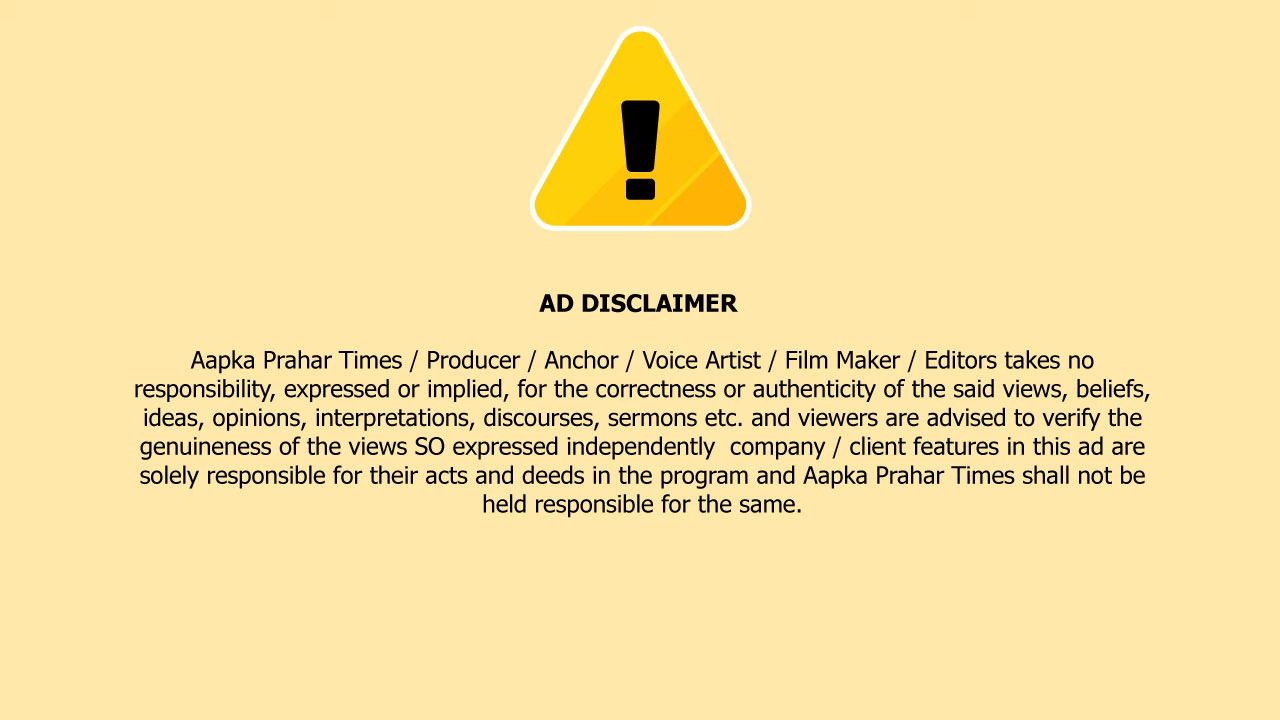 AD DISCLAIMER
Aapka Prahar Times / Producer / Anchor / Voice Artist / Film Maker / Editors takes no
responsibility, expressed or implied, for the correctness or authenticity of the said views, beliefs,
ideas, opinions, interpretations, discourses, sermons etc. and viewers are advised to verify the
genuineness of the views SO expressed independently  company / client features in this ad are
solely responsible for their acts and deeds in the program and Aapka Prahar Times shall not be
held responsible for the same.